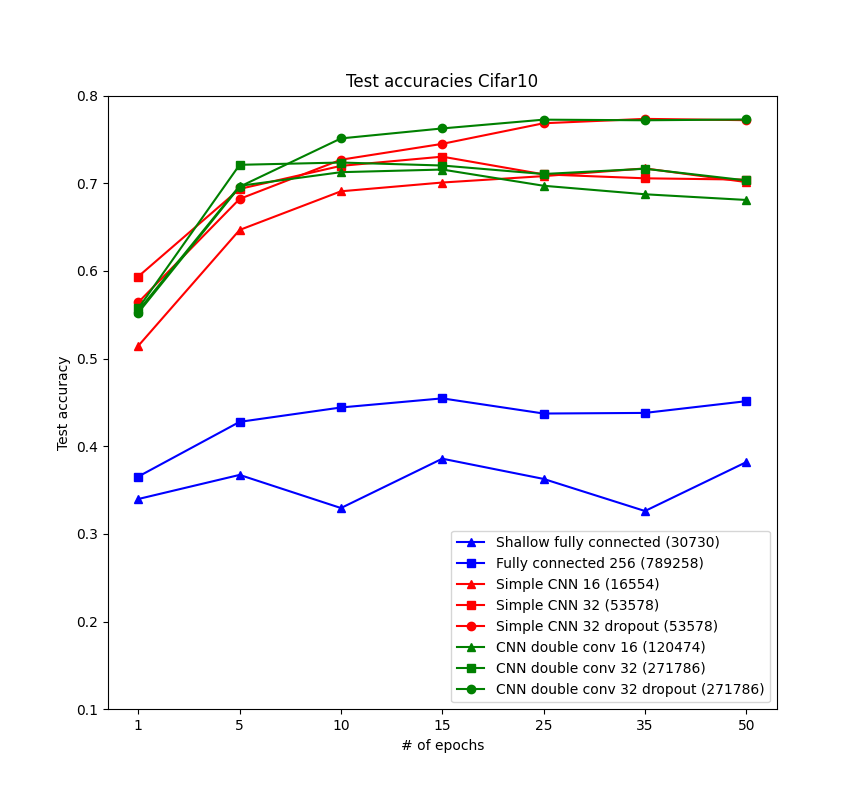 Test accuracies Cifar10
0.8
0.7
0.6
0.5
0.4
0.3
0.2
0.1
Test accuracy
Shallow fully connected (30730)
Fully connected 256 (789258)
Simple CNN 16 (16554)
Simple CNN 32 (53578)
Simple CNN 32 dropout (53578)
CNN double conv 16 (120474)
CNN double conv 32 (271786)
CNN double conv 32 dropout (271786)
1 5 10 15 25 35 50
# of epochs